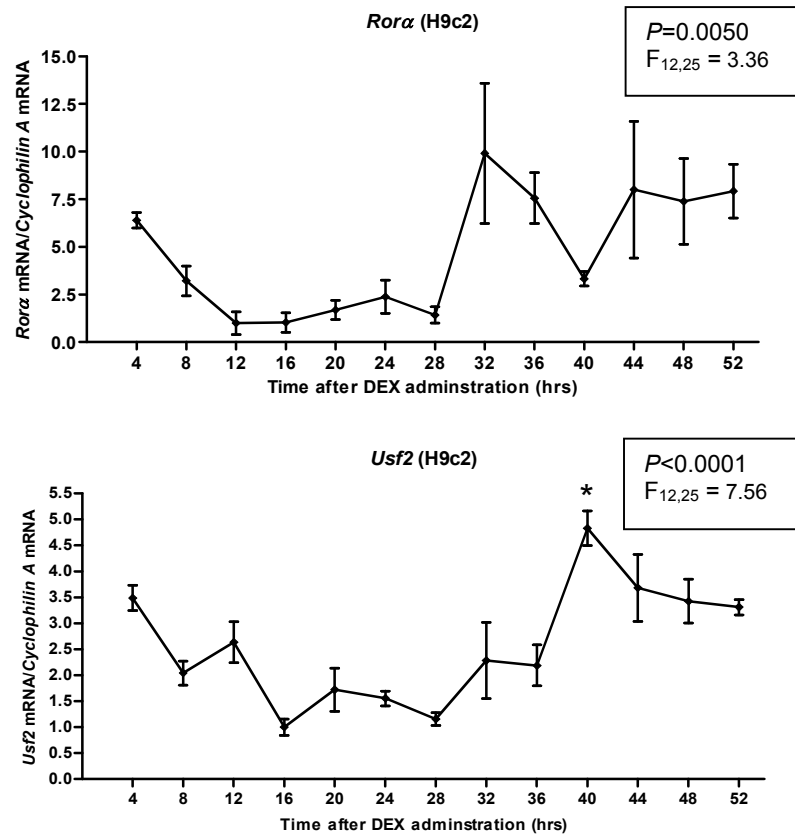 Rorα (H9c2)
P=0.0050
F12,25 = 3.36
Rorα mRNA/Cyclophilin A mRNA
15.0
12.5
10.0
7.5
5.0
2.5
0.0
4 8 12 16 20 24 28 32 36 40 44 48 52
Time after DEX adminstration (hrs)
Usf2 (H9c2)
P<0.0001
F12,25 = 7.56
Usf2 mRNA/Cyclophilin A mRNA
5.5
5.0
4.5
4.0
3.5
3.0
2.5
2.0
1.5
1.0
0.5
0.0
*
4 8 12 16 20 24 28 32 36 40 44 48 52
Time after DEX adminstration (hrs)